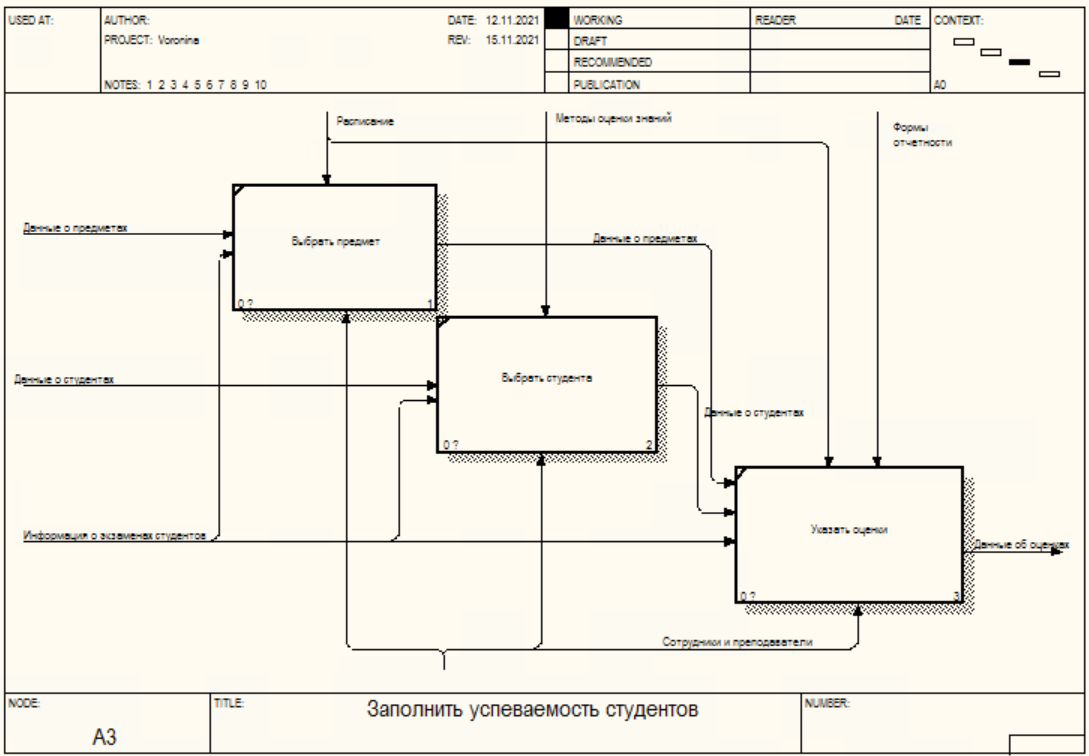 USED AT:
AUTHOR:
DATE: 12.11.2021
WORKING
READER
DATE
CONTEXT:
PROJECT: Voronina
REV: 15.11.2021
DRAFT
RECOMMENDED
NOTES: 1 2 3 4 5 6 7 8 9 10
PUBLICATION
A0
Расписание
Методы оценки знаний
Формы
отчетности
Данные о предметах
Выбрать предмет
Данные о предметах
0 ?
1
Данные о студентах
Выбрать студента
Данные о студентах
0 ?
2
Информация о экзаменах студентов
Указать оценки
Данные об оценках
0 ?
3
Сотрудники и преподаватели
NODE:
TITLE:
Заполнить успеваемость студентов
NUMBER:
A3